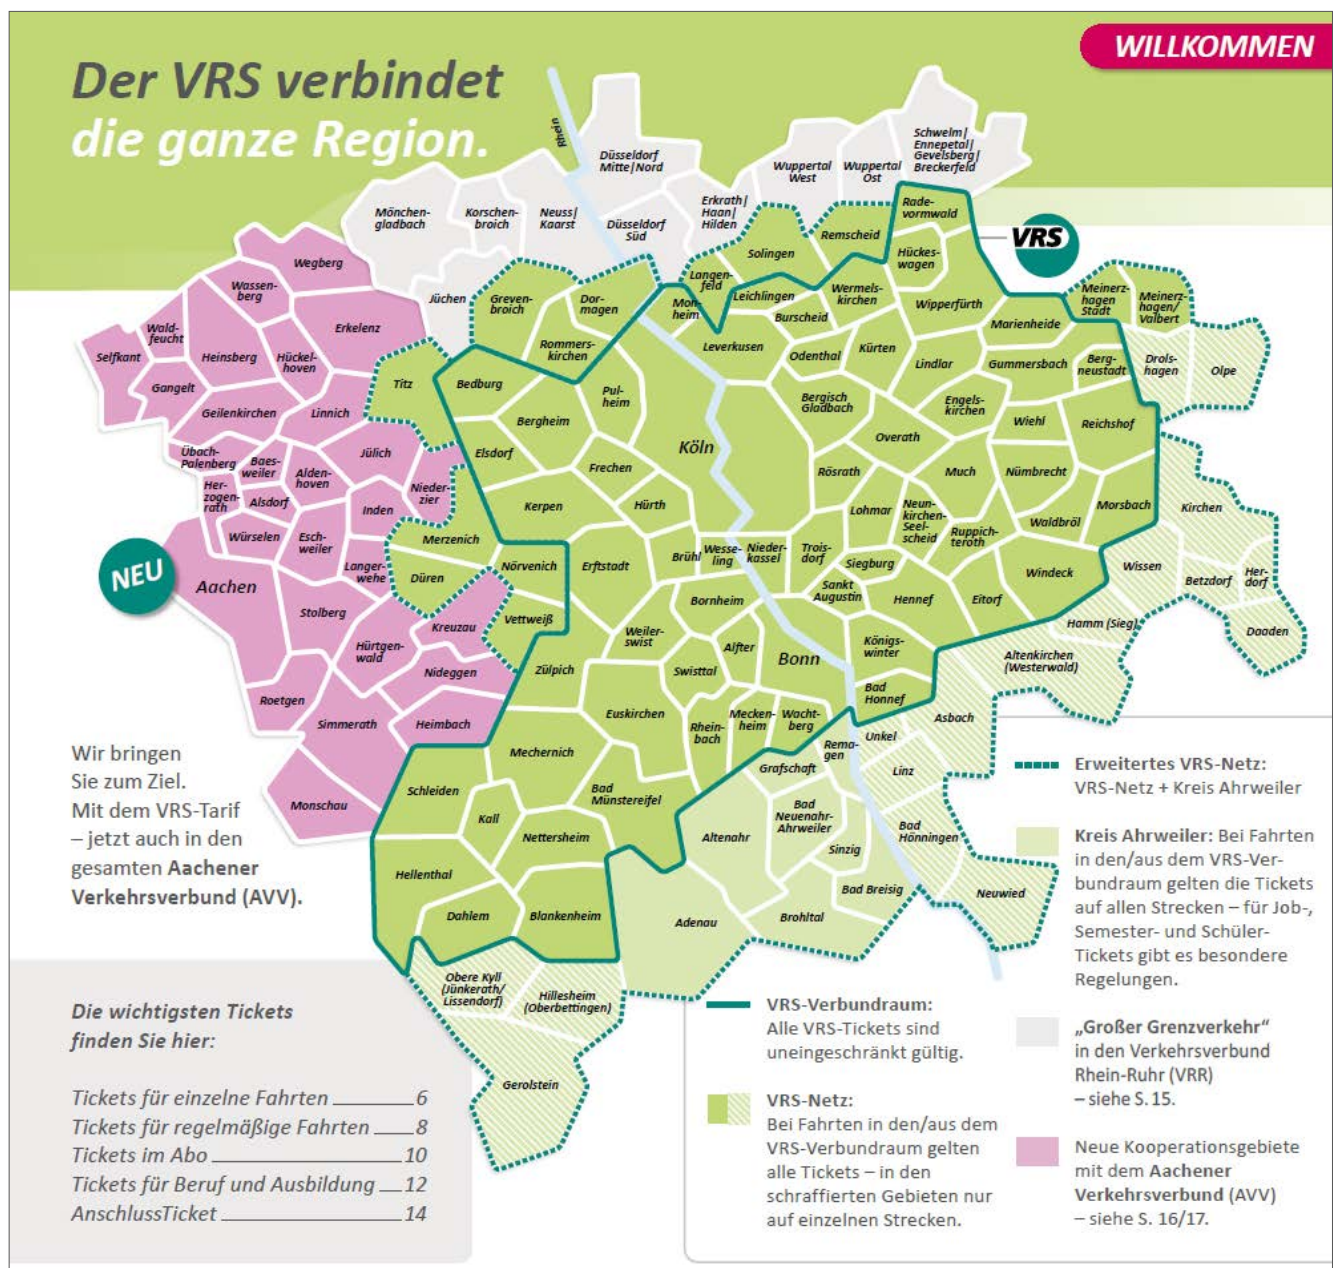 WILLKOMMEN
Der VRS verbindet
die ganze Region.
Rhein
Düsseldorf
Mitte|Nord
Wuppertal
West
Wuppertal
Ost
Schwelm|
Ennepetal|
Gevelsberg|
Breckerfeld
Mönchen-
gladbach
Korschen-
broich
Neuss|
Kaarst
Düsseldorf
Süd
Erkrath|
Haan|
Hilden
Rade-
vormwald
VRS
Wegberg
Wassen-
berg
Jüchen
Greven-
broich
Dor-
magen
Langen-
feld
Solingen
Remscheid
Hückes-
wagen
Meinerz-
hagen
Stadt
Meinerz-
hagen/
Valbert
Wald-
feucht
Selfkant
Heinsberg
Hückel-
hoven
Erkelenz
Rommers-
kirchen
Mon-
heim
Leichlingen
Burscheid
Wermels-
kirchen
Wipperfürth
Marienheide
Gangelt
Geilenkirchen
Linnich
Titz
Bedburg
Pul-
heim
Leverkusen
Odenthal
Kürten
Lindlar
Gummersbach
Berg-
neustadt
Drols-
hagen
Olpe
Übach-
Palenberg
Baes-
weiler
Alden-
hoven
Jülich
Elsdorf
Bergheim
Köln
Bergisch
Gladbach
Engels-
kirchen
Overath
Wiehl
Reichshof
Her-
zogen-
rath
Alsdorf
Nieder-
zier
Inden
Frechen
Kerpen
Hürth
Rösrath
Much
Nümbrecht
Morsbach
Kirchen
Würselen
Esch-
weiler
Merzenich
Lohmar
Neun-
kirchen-
Seel-
scheid
Ruppich-
teroth
Waldbröl
NEU
Aachen
Langer-
wehe
Düren
Nörvenich
Erftstadt
Brühl
Wesse-
ling
Nieder-
kassel
Trois-
dorf
Siegburg
Windeck
Wissen
Betzdorf
Her-
dorf
Stolberg
Kreuzau
Vettweiß
Bornheim
Sankt
Augustin
Hennef
Eitorf
Hamm (Sieg)
Daaden
Hürtgen-
wald
Weiler-
swist
Alfter
Bonn
Königs-
winter
Altenkirchen
(Westerwald)
Nideggen
Zülpich
Swisttal
Roetgen
Simmerath
Heimbach
Euskirchen
Rhein-
bach
Mecken-
heim
Wacht-
berg
Bad
Honnef
Asbach
Mechernich
Grafschaft
Rema-
gen
Unkel
Linz
Monschau
Schleiden
Kall
Bad
Münstereifel
Nettersheim
Altenahr
Bad
Neuenahr-
Ahrweiler
Sinzig
Bad
Hönningen
Hellenthal
Bad Breisig
Neuwied
Dahlem
Blankenheim
Adenau
Brohltal
Obere Kyll
(Jünkerath/
Lissendorf)
Hillesheim
(Oberbettingen)
Gerolstein
Wir bringen
Sie zum Ziel.
Mit dem VRS-Tarif
– jetzt auch in den
gesamten Aachener
Verkehrsverbund (AVV).
Die wichtigsten Tickets
finden Sie hier:
Tickets für einzelne Fahrten 6
Tickets für regelmäßige Fahrten 8
Tickets im Abo 10
Tickets für Beruf und Ausbildung 12
AnschlussTicket 14
VRS-Verbundraum:
Alle VRS-Tickets sind
uneingeschränkt gültig.
VRS-Netz:
Bei Fahrten in den/aus dem
VRS-Verbundraum gelten
alle Tickets – in den
schraffierten Gebieten nur
auf einzelnen Strecken.
Erweitertes VRS-Netz:
VRS-Netz + Kreis Ahrweiler
Kreis Ahrweiler: Bei Fahrten
in den/aus dem VRS-Ver-
bundraum gelten die Tickets
auf allen Strecken – für Job-,
Semester- und Schüler-
Tickets gibt es besondere
Regelungen.
„Großer Grenzverkehr“
in den Verkehrsverbund
Rhein-Ruhr (VRR)
– siehe S. 15.
Neue Kooperationsgebiete
mit dem Aachener
Verkehrsverbund (AVV)
– siehe S. 16/17.